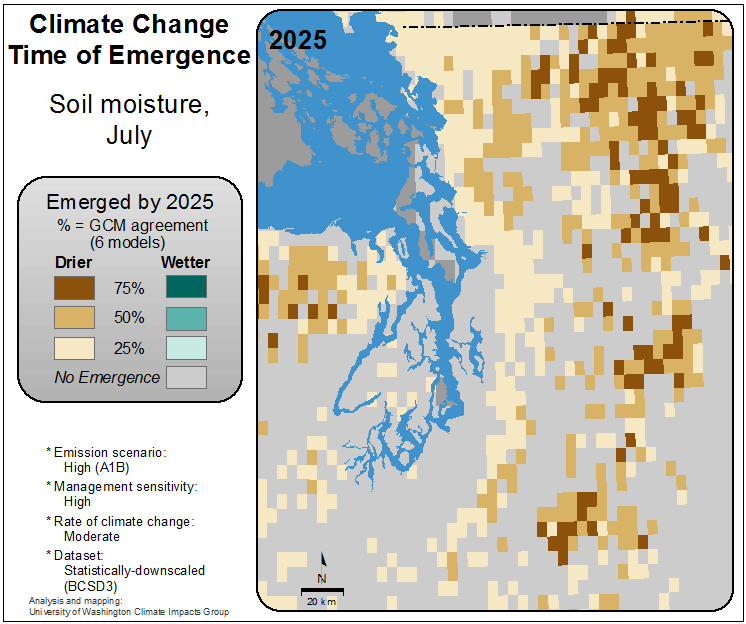 Climate Change
Time of Emergence
Soil moisture,
July
Emerged by 2025
% = GCM agreement
(6 models)
Drier Wetter
75%
50%
25%
No Emergence
* Emission scenario:
High (A1B)
* Management sensitivity:
High
* Rate of climate change:
Moderate
* Dataset:
Statistically-downscaled
(BCSD3)
Analysis and mapping:
University of Washington Climate Impacts Group
2025
N
20 km